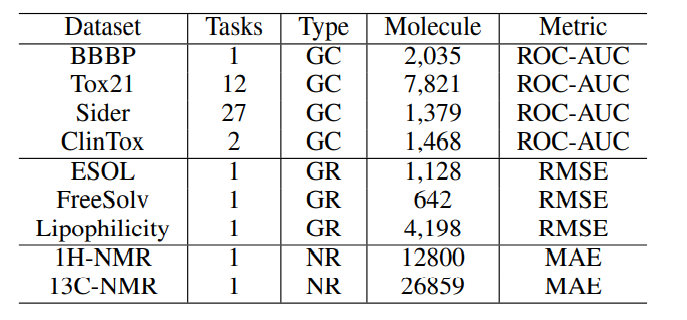 Dataset Tasks Type Molecule Metric
BBBP 1 GC 2,035 ROC-AUC
Tox21 12 GC 7,821 ROC-AUC
Sider 27 GC 1,379 ROC-AUC
ClinTox 2 GC 1,468 ROC-AUC
ESOL 1 GR 1,128 RMSE
FreeSolv 1 GR 642 RMSE
Lipophilicity 1 GR 4,198 RMSE
1H-NMR 1 NR 12800 MAE
13C-NMR 1 NR 26859 MAE